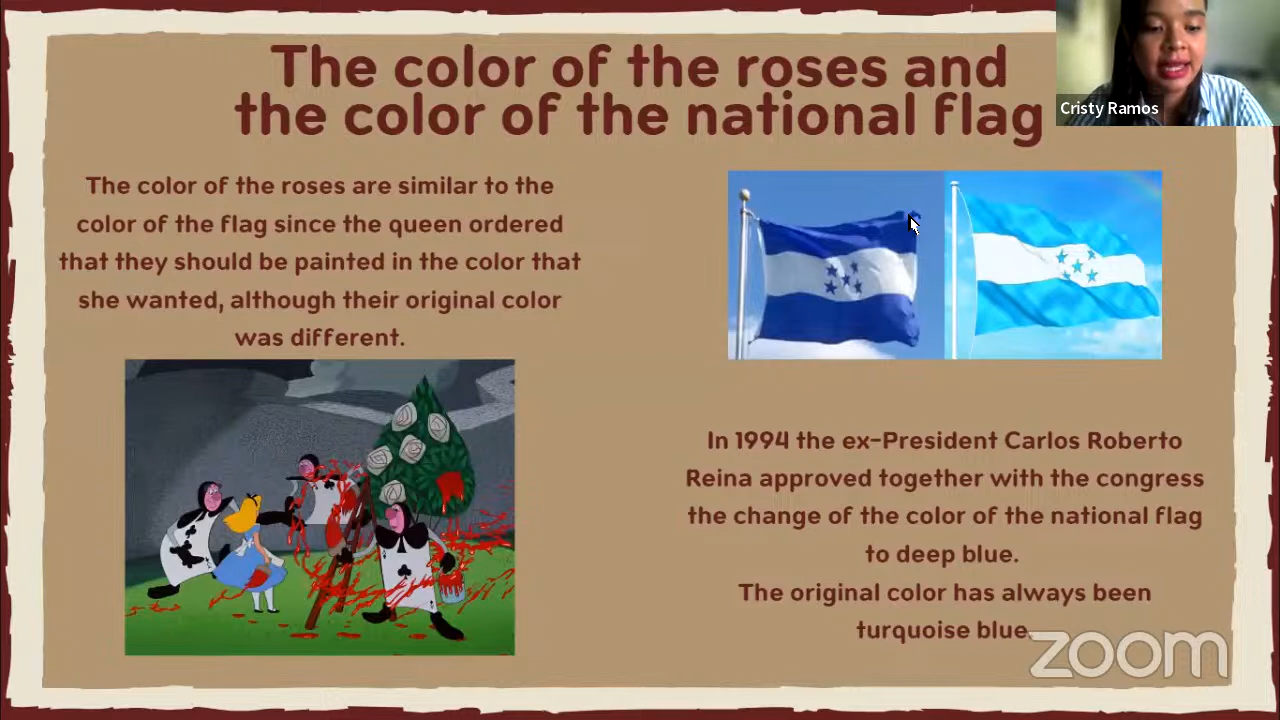 The color of the roses and
the color of the national flag
Cristy Ramos
The color of the roses are similar to the
color of the flag since the queen ordered
that they should be painted in the color that
she wanted, although their original color
was different.
In 1994 the ex-President Carlos Roberto
Reina approved together with the congress
the change of the color of the national flag
to deep blue.
The original color has always been
turquoise blue.
zoom